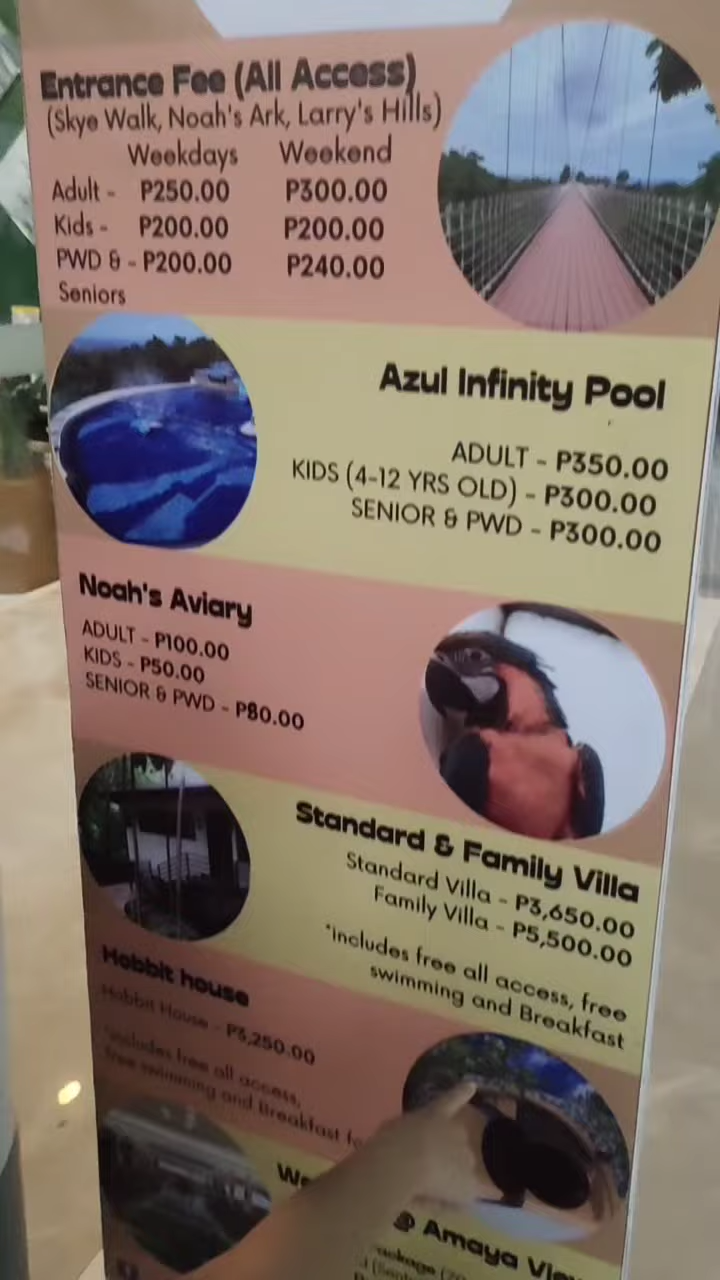 Entrance Fee (All Access)
(Skye Walk, Noah's Ark, Larry's Hills)
Weekdays Weekend
Adult - P250.00 P300.00
Kids - P200.00 P200.00
PWD & - P200.00 P240.00
Seniors
Azul Infinity Pool
ADULT - P350.00
KIDS (4-12 YRS OLD) - P300.00
SENIOR & PWD - P300.00
Noah's Aviary
ADULT - P100.00
KIDS - P50.00
SENIOR & PWD - P80.00
Standard & Family Villa
Standard Villa - P3,650.00
Family Villa - P5,500.00
*includes free all access, free
swimming and Breakfast
Hobbit house
Hobbit House - P3,250.00
*includes free all access,
free swimming and Breakfast
@ Amaya View